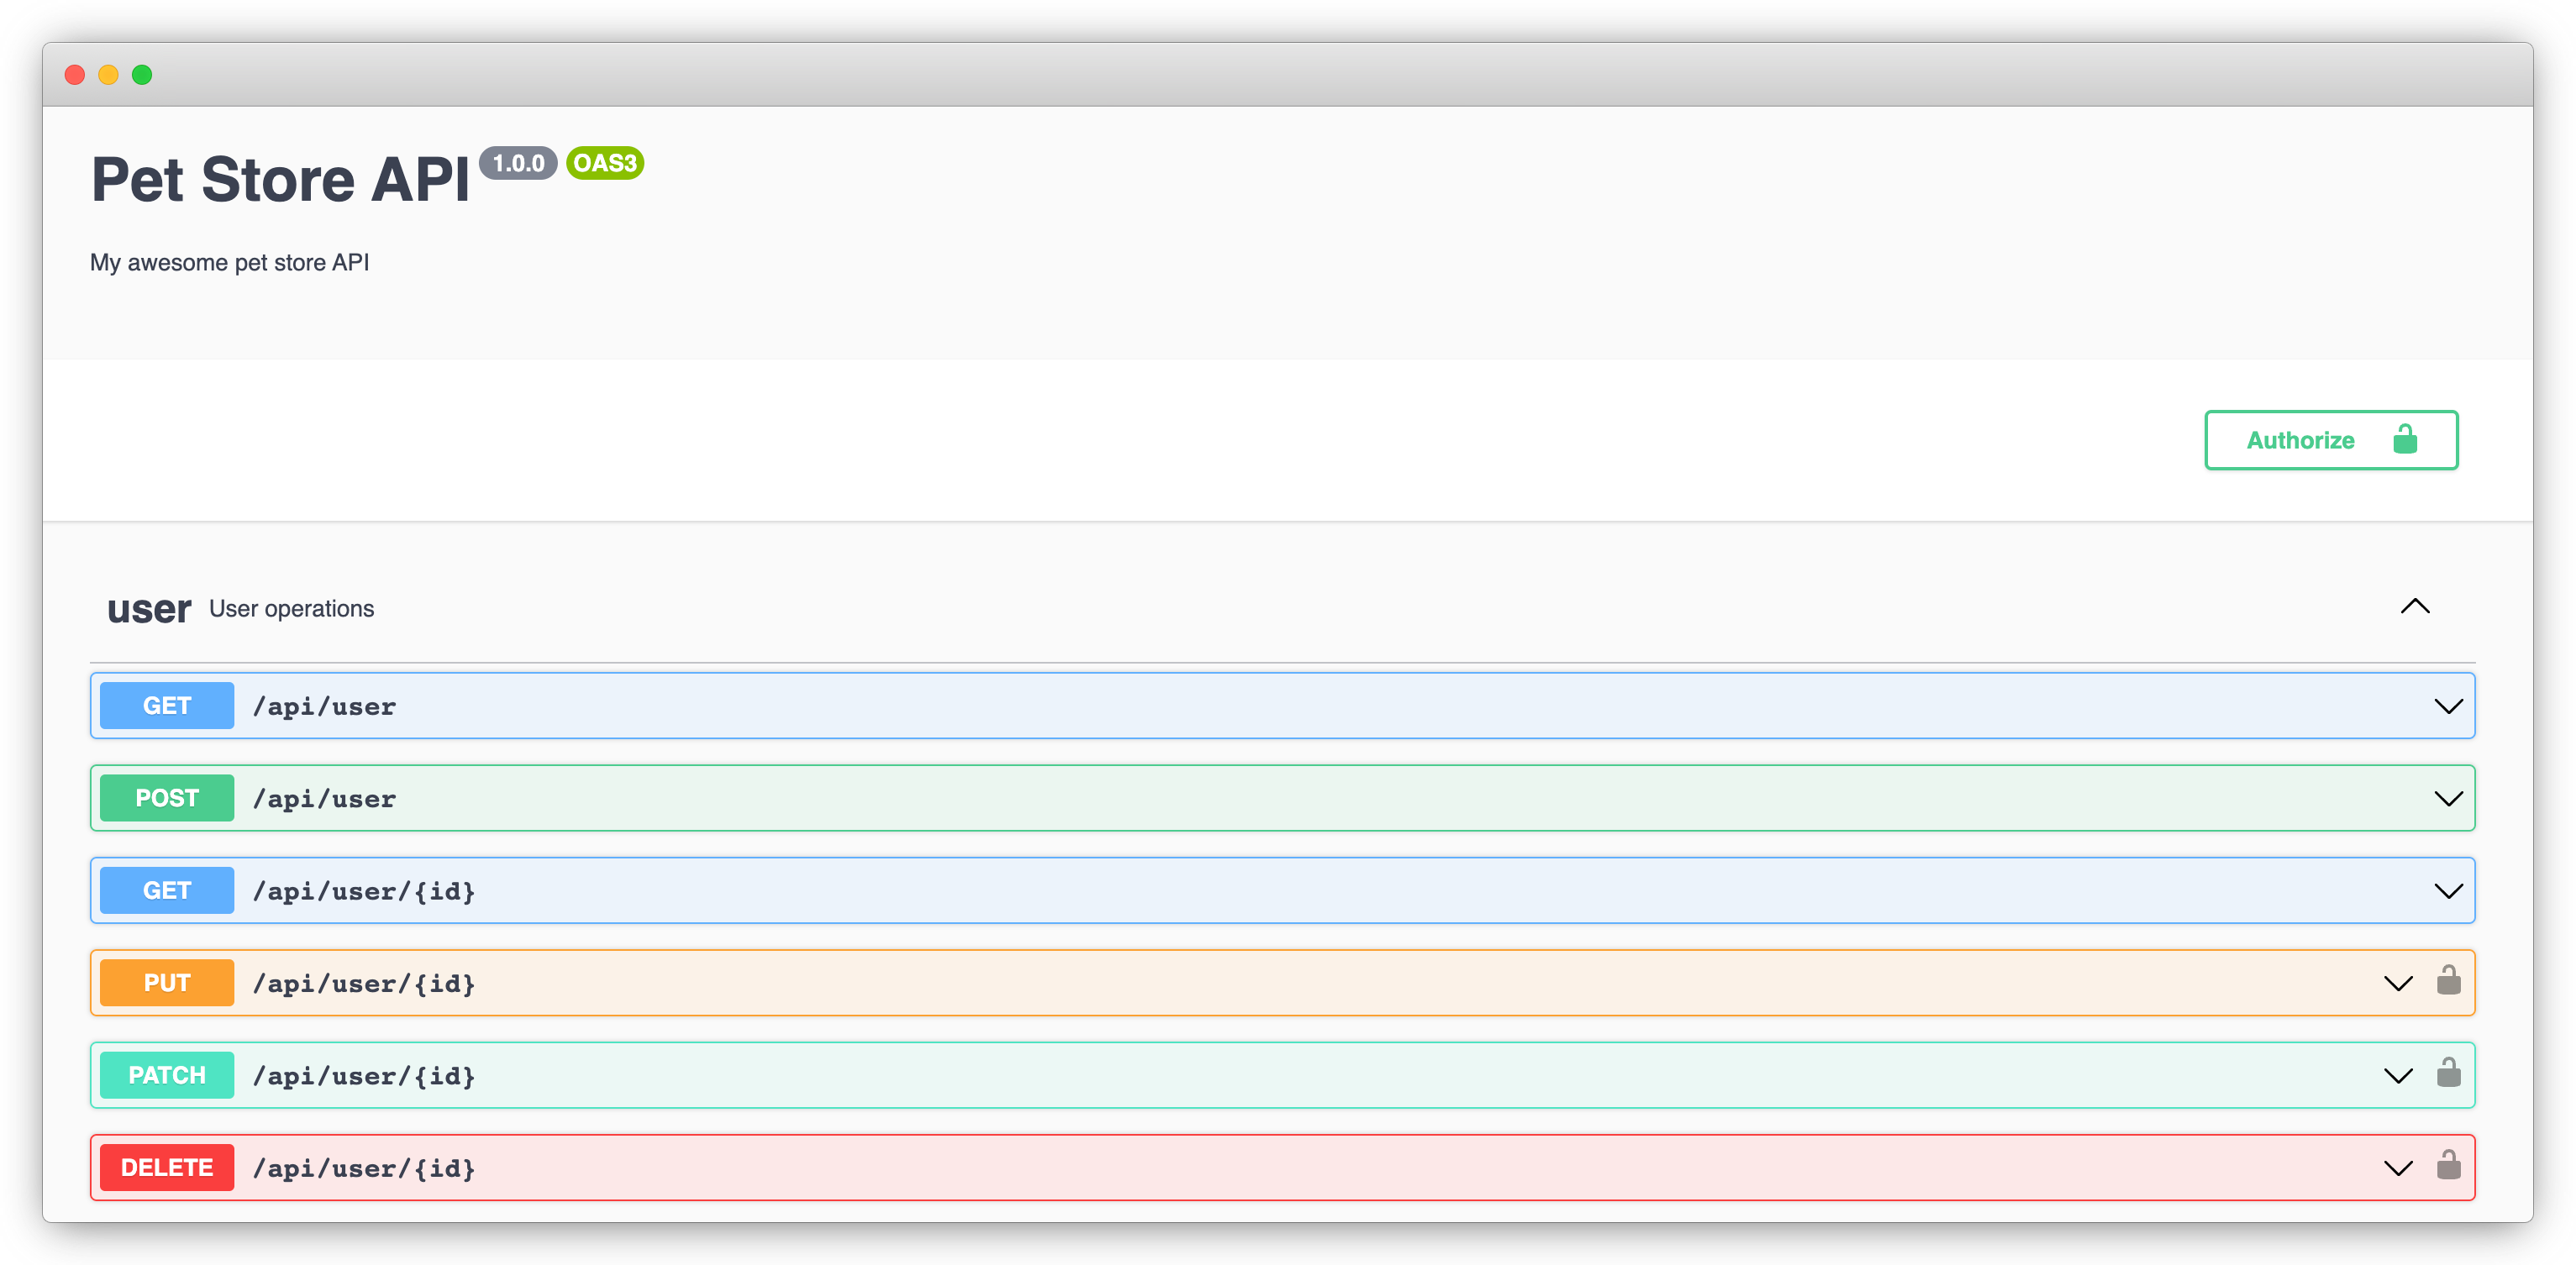 Pet Store API 1.0.0 OAS3
My awesome pet store API
Authorize
user User operations
GET /api/user
POST /api/user
GET /api/user/{id}
PUT /api/user/{id}
PATCH /api/user/{id}
DELETE /api/user/{id}